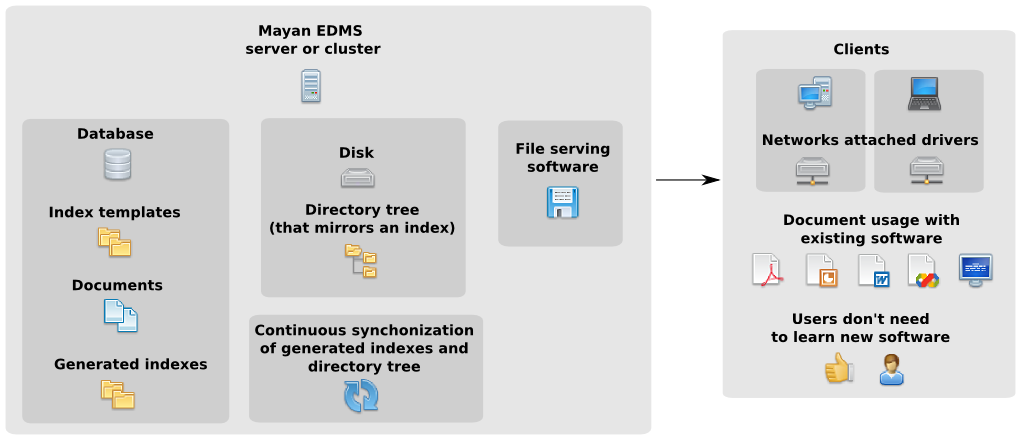 Mayan EDMS
server or cluster
Database
Index templates
Documents
Generated indexes
Disk
Directory tree
(that mirrors an index)
Continuous synchonization
of generated indexes and
directory tree
File serving
software
Clients
Networks attached drivers
Document usage with
existing software
W
Users don't need
to learn new software